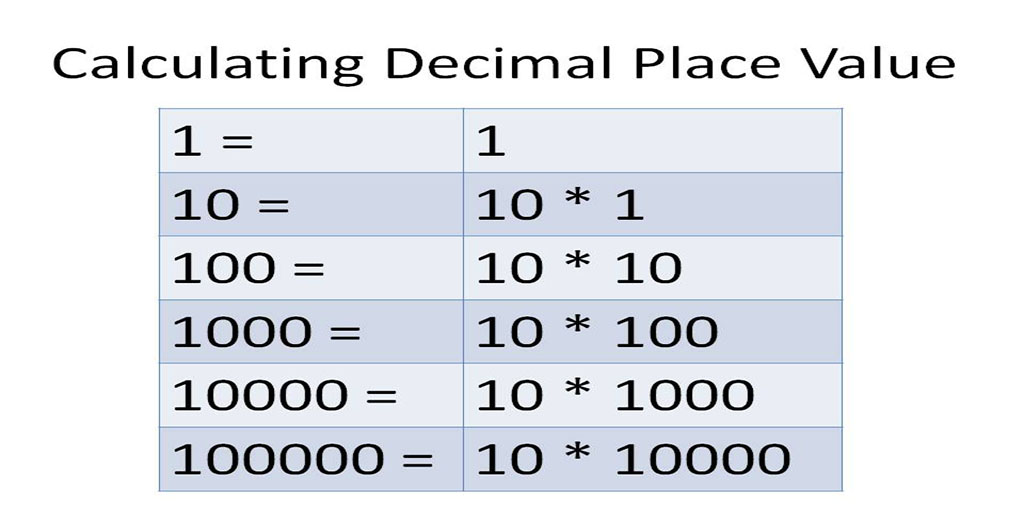 Calculating Decimal Place Value
1 = 1
10 = 10 * 1
100 = 10 * 10
1000 = 10 * 100
10000 = 10 * 1000
100000 = 10 * 10000